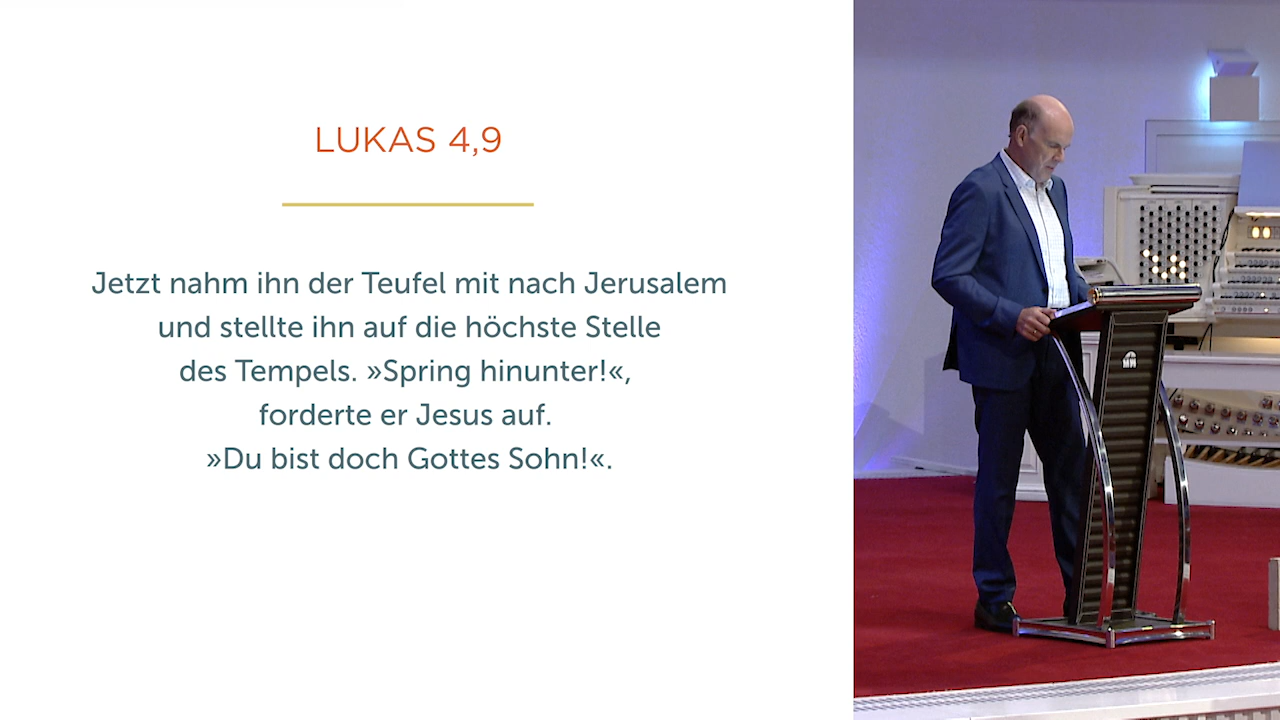 LUKAS 4,9
Jetzt nahm ihn der Teufel mit nach Jerusalem
und stellte ihn auf die höchste Stelle
des Tempels. »Spring hinunter!«,
forderte er Jesus auf.
»Du bist doch Gottes Sohn!«.